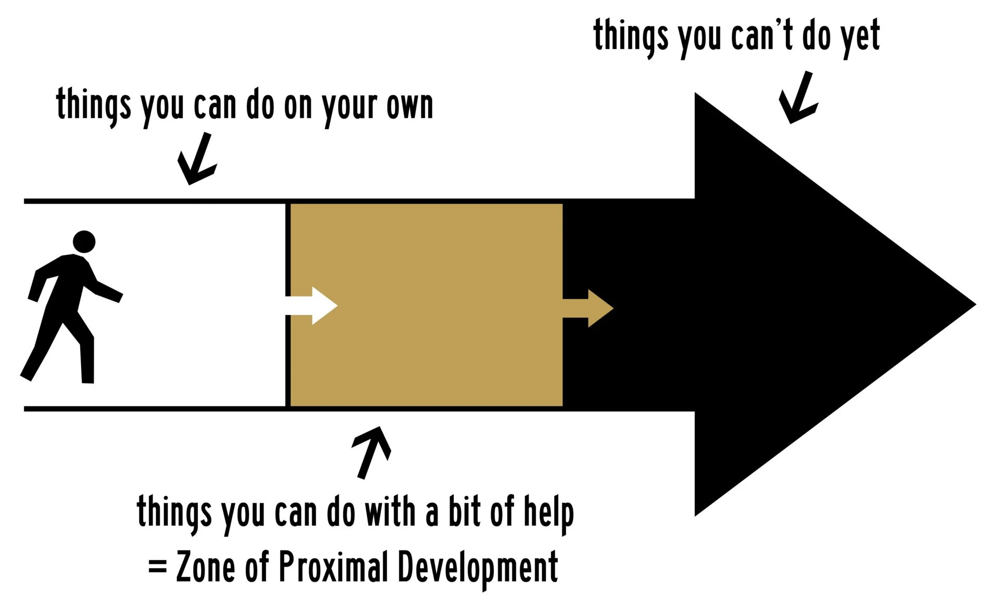 things you can't do yet
things you can do on your own
things you can do with a bit of help
= Zone of Proximal Development